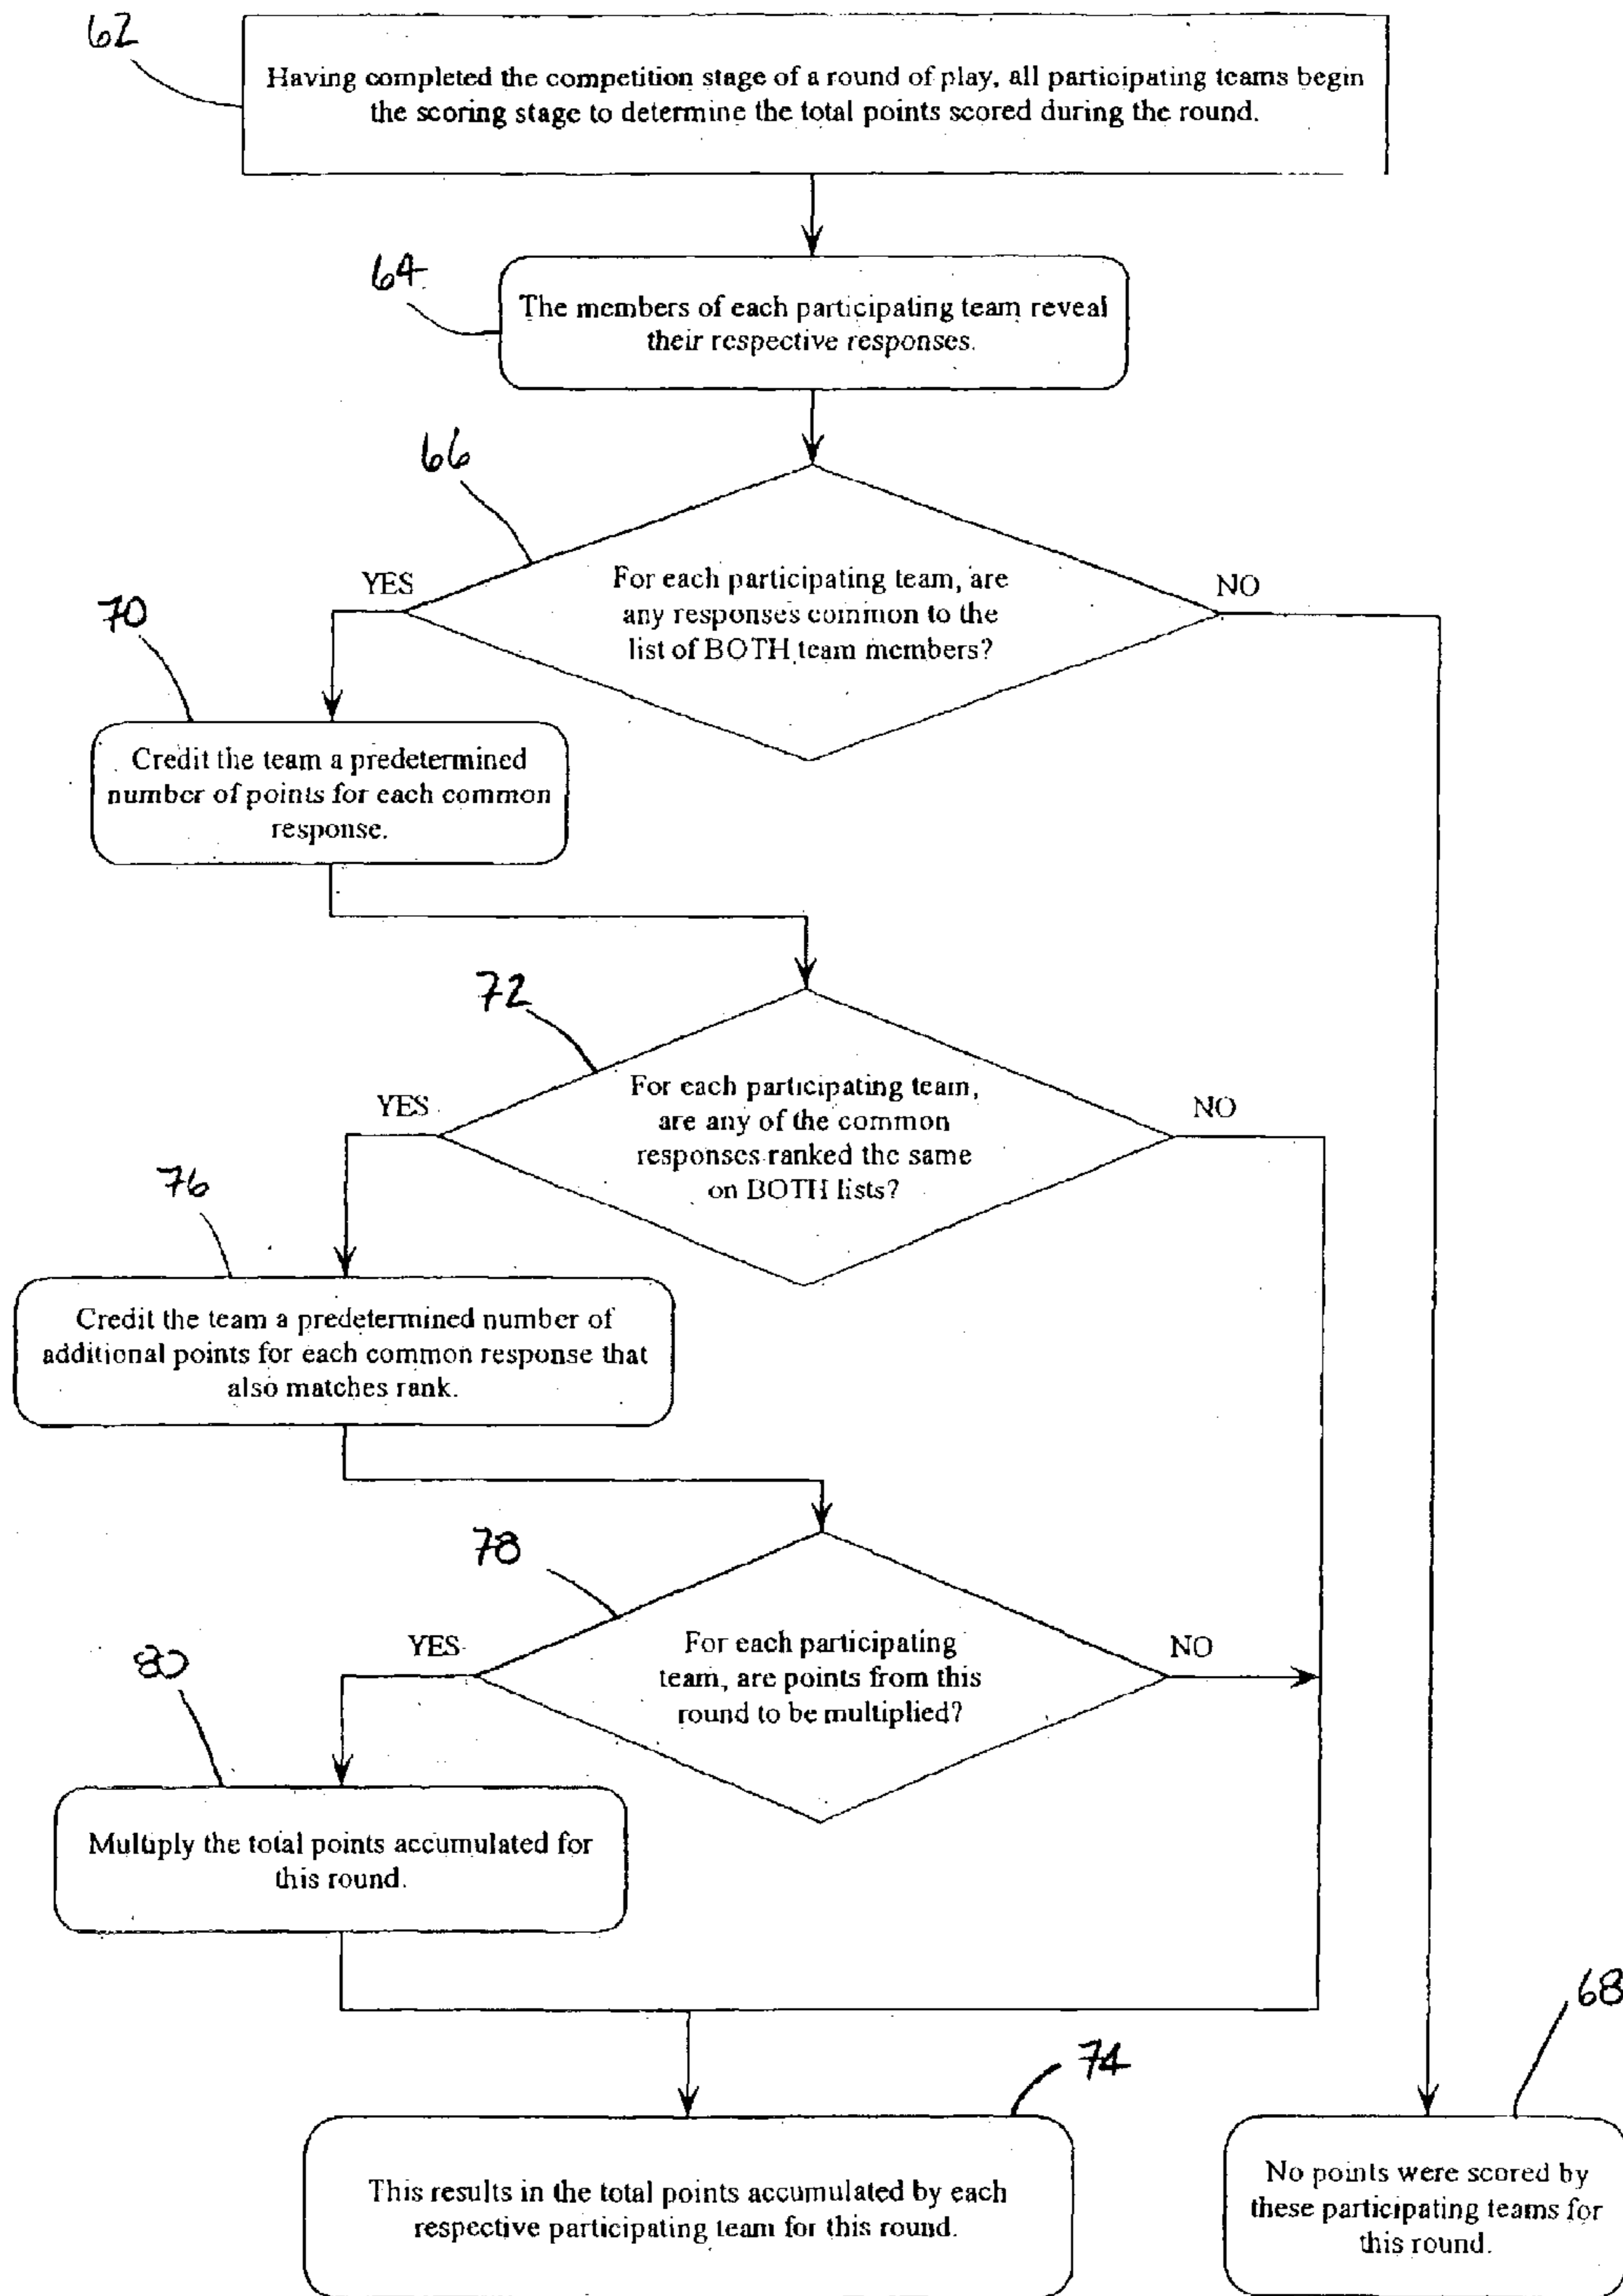 62
Having completed the competition stage of a round of play, all participating teams begin
the scoring stage to determine the total points scored during the round.
64
The members of each participating team reveal
their respective responses.
66
YES
For each participating team, are
any responses common to the
list of BOTH team members?
NO
70
Credit the team a predetermined
number of points for each common
response.
72
YES
For each participating team,
are any of the common
responses ranked the same
on BOTH lists?
NO
76
Credit the team a predetermined number of
additional points for each common response that
also matches rank.
78
YES
For each participating
team, are points from this
round to be multiplied?
NO
80
Multiply the total points accumulated for
this round.
68
74
This results in the total points accumulated by each
respective participating team for this round.
No points were scored by
these participating teams for
this round.